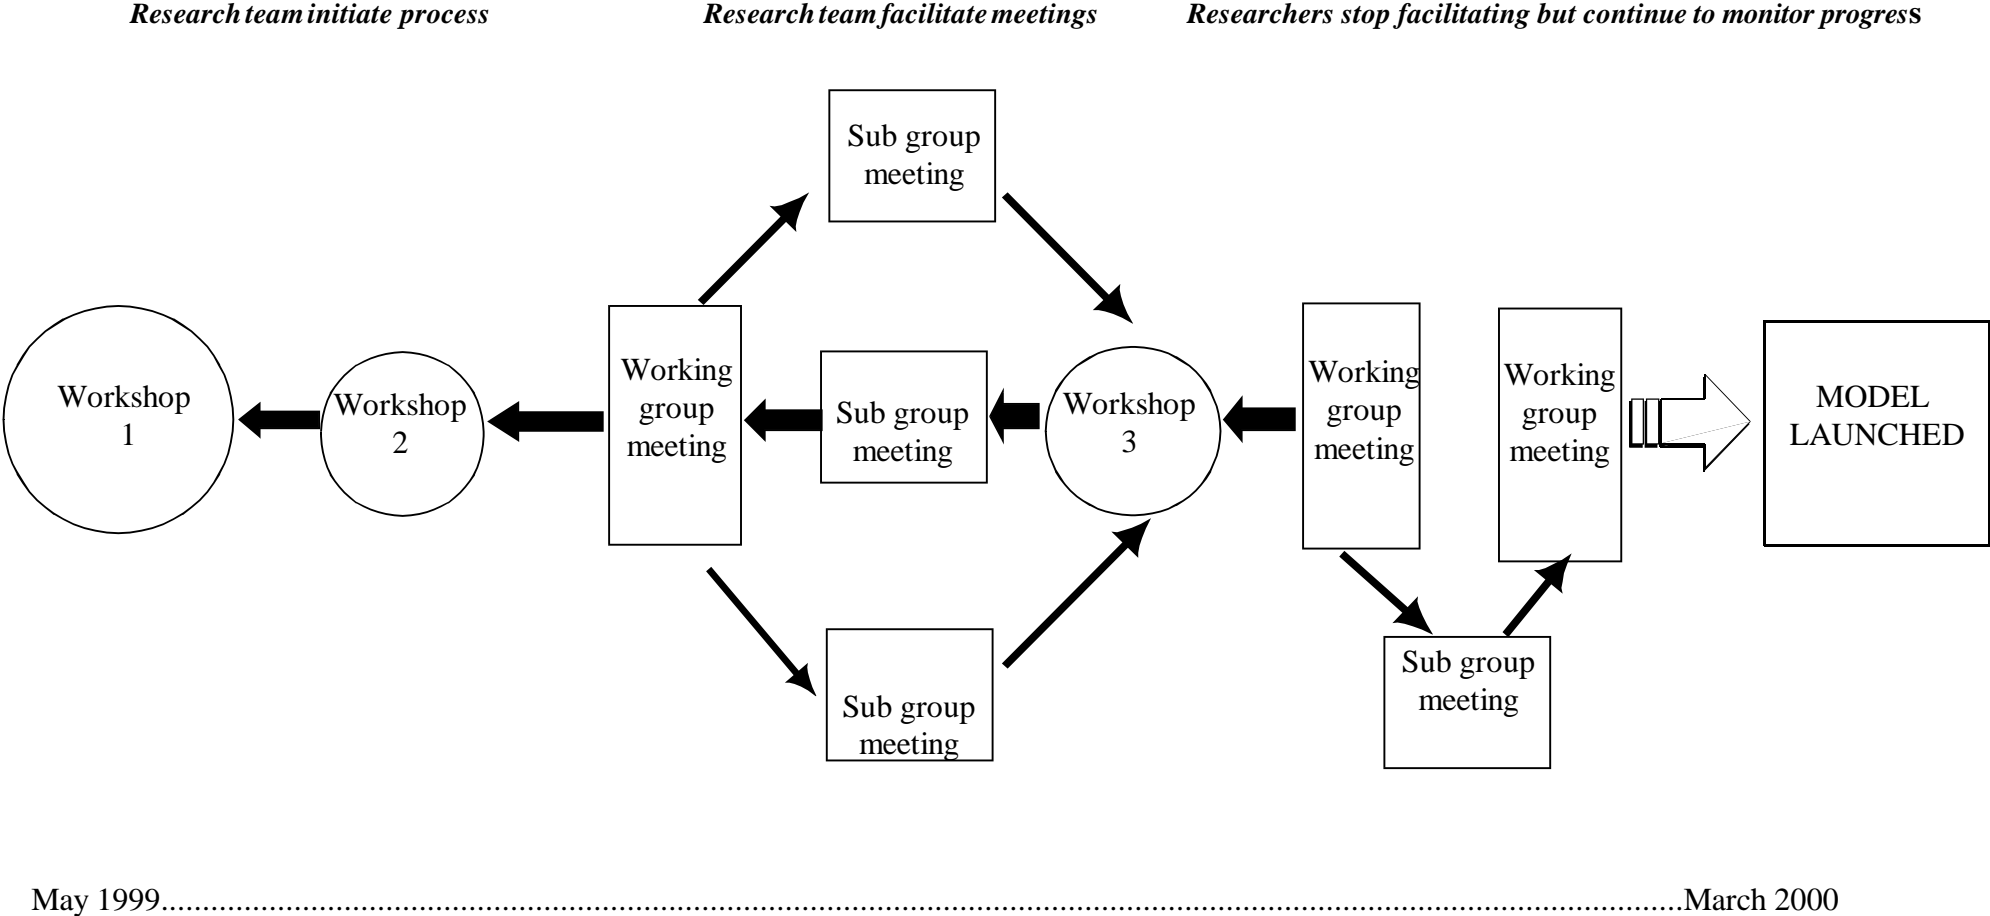 Research team initiate process
Research team facilitate meetings
Researchers stop facilitating but continue to monitor progress
Sub group
meeting
Workshop
1
Workshop
2
Working
group
meeting
Sub group
meeting
Workshop
3
Working
group
meeting
Working
group
meeting
MODEL
LAUNCHED
Sub group
meeting
Sub group
meeting
May 1999....................................................................................................................................................................................................March 2000